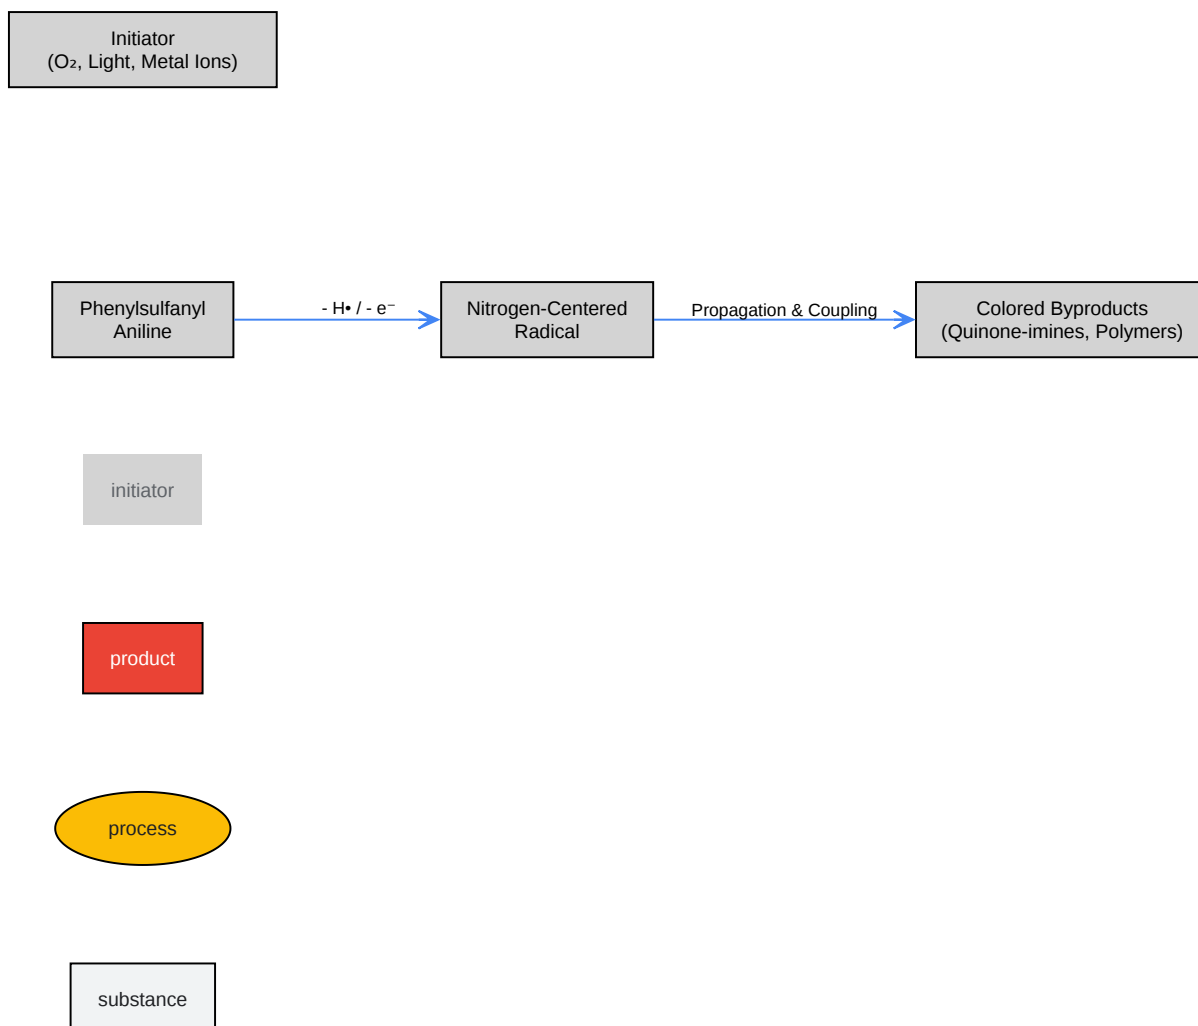 Initiator
(O₂, Light, Metal Ions)
Phenylsulfanyl
Aniline
- H• / - e⁻
Nitrogen-Centered
Radical
Propagation & Coupling
Colored Byproducts
(Quinone-imines, Polymers)
initiator
product
process
substance